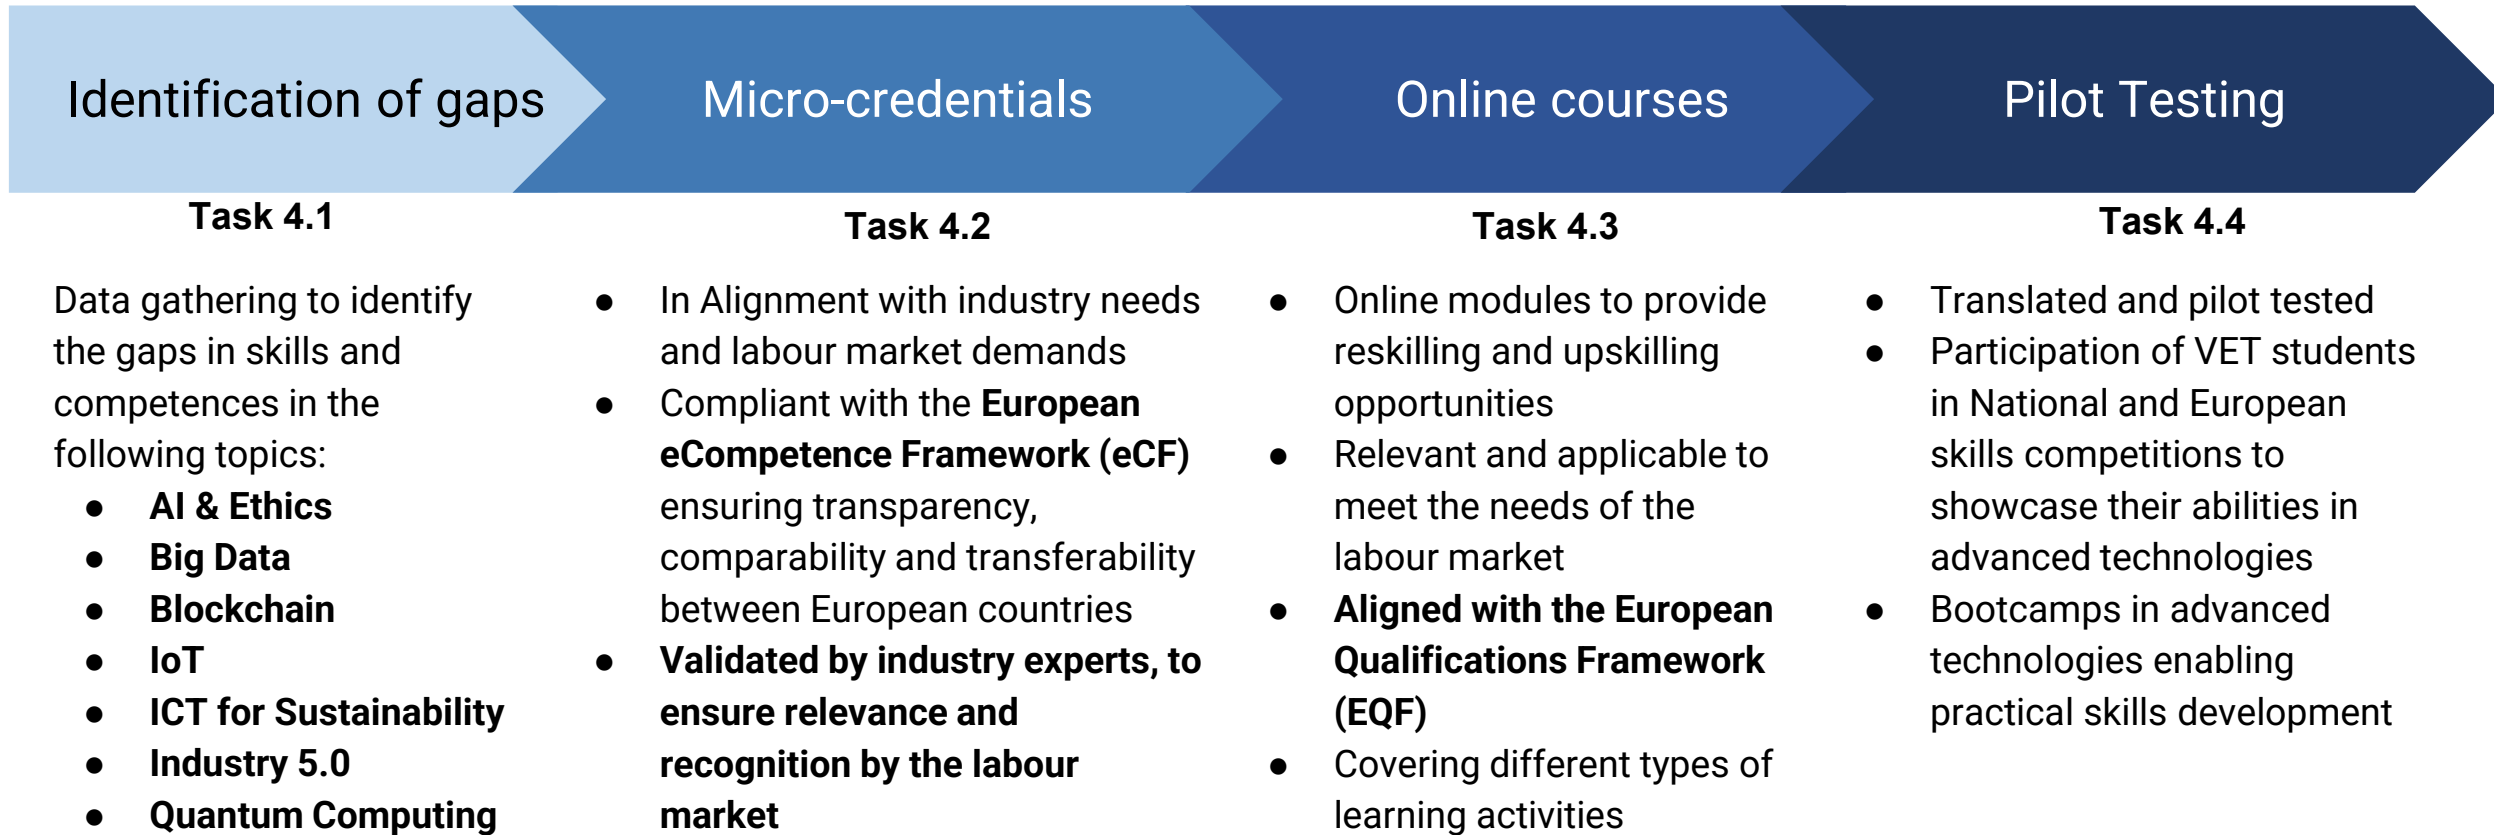 Identification of gaps
Micro-credentials
Online courses
Pilot Testing
Task 4.1
Data gathering to identify
the gaps in skills and
competences in the
following topics:
● AI & Ethics
● Big Data
● Blockchain
● IoT
● ICT for Sustainability
● Industry 5.0
● Quantum Computing
Task 4.2
● In Alignment with industry needs
and labour market demands
● Compliant with the European
eCompetence Framework (eCF)
ensuring transparency,
comparability and transferability
between European countries
● Validated by industry experts, to
ensure relevance and
recognition by the labour
market
Task 4.3
● Online modules to provide
reskilling and upskilling
opportunities
● Relevant and applicable to
meet the needs of the
labour market
● Aligned with the European
Qualifications Framework
(EQF)
● Covering different types of
learning activities
Task 4.4
● Translated and pilot tested
● Participation of VET students
in National and European
skills competitions to
showcase their abilities in
advanced technologies
● Bootcamps in advanced
technologies enabling
practical skills development